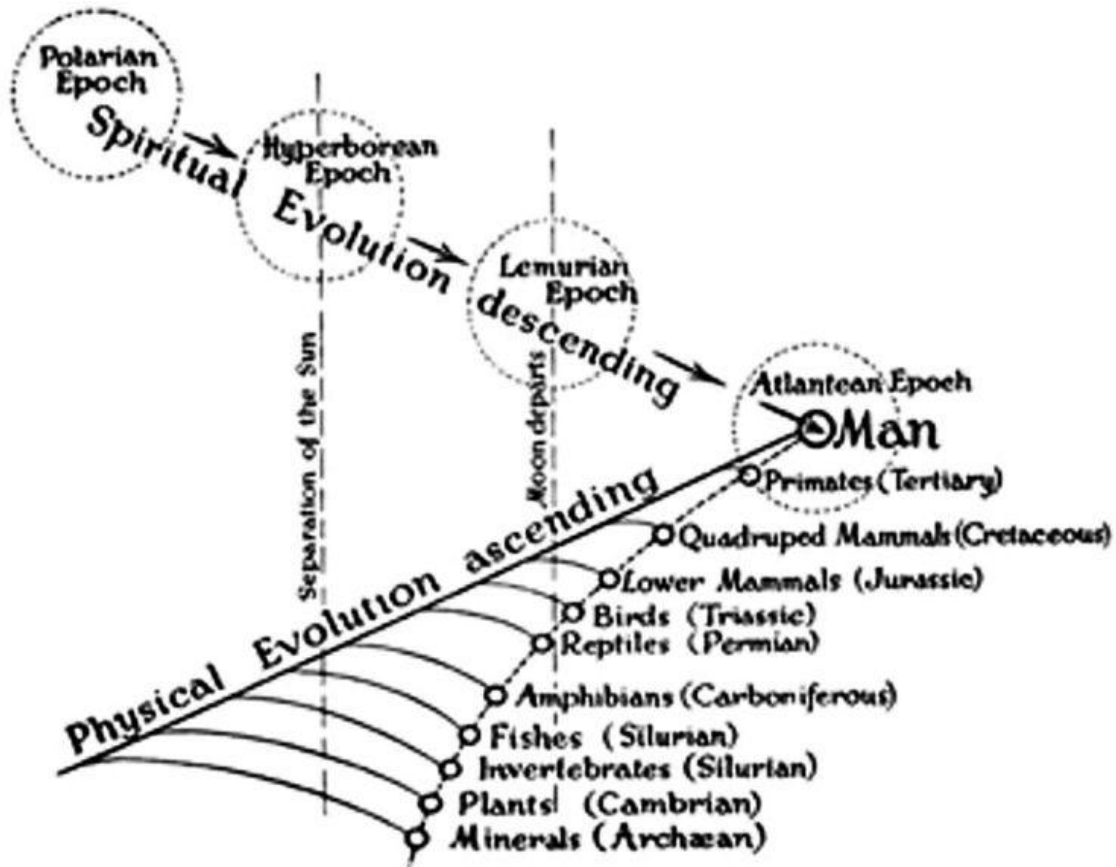 Polarian
Epoch
Spiritual Evolution descending
Hyperborean
Epoch
Lemurian
Epoch
Atlantean Epoch
Man
Separation of the Sun
Moon departs
Physical Evolution ascending
Primates (Tertiary)
Quadruped Mammals (Cretaceous)
Lower Mammals (Jurassic)
Birds (Triassic)
Reptiles (Permian)
Amphibians (Carboniferous)
Fishes (Silurian)
Invertebrates (Silurian)
Plants (Cambrian)
Minerals (Archæan)